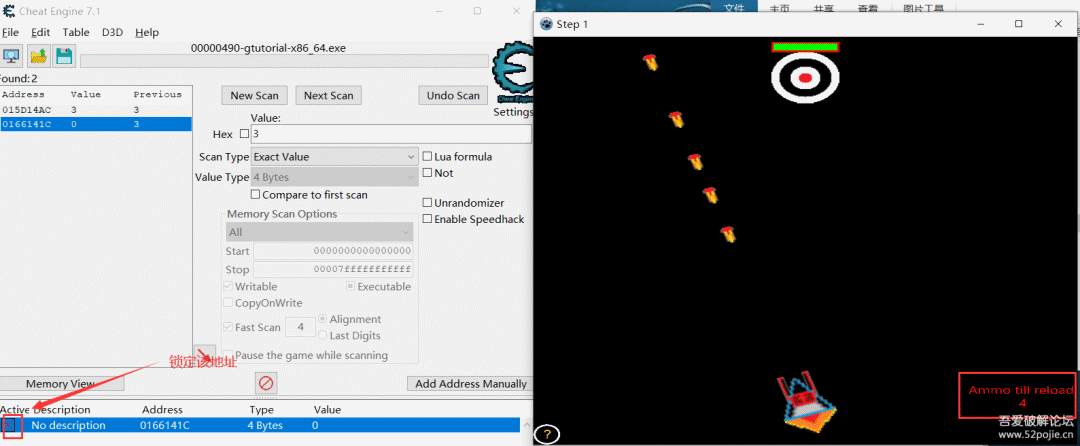 Cheat Engine 7.1
File Edit Table D3D Help
00000490-gtutorial-x86_64.exe
Found:2
Address Value Previous
015D14AC 3 3
0166141C 0 3
New Scan Next Scan Undo Scan
Cheat Engine
Settings
Value:
Hex 3
Scan Type Exact Value
Lua formula
Value Type 4 Bytes
Not
Compare to first scan
Memory Scan Options
All
Unrandomizer
Enable Speedhack
Start 0000000000000000
Stop 00007fffffffffff
Writable Executable
CopyOnWrite
Fast Scan 4 Alignment
Last Digits
Pause the game while scanning
锁定该地址
Memory View
Add Address Manually
Active Description Address Type Value
No description 0166141C 4 Bytes 0
文件 主页 共享 查看 图片工具
Step 1
Ammo till reload
4
?
吾爱破解论坛
www.52pojie.cn